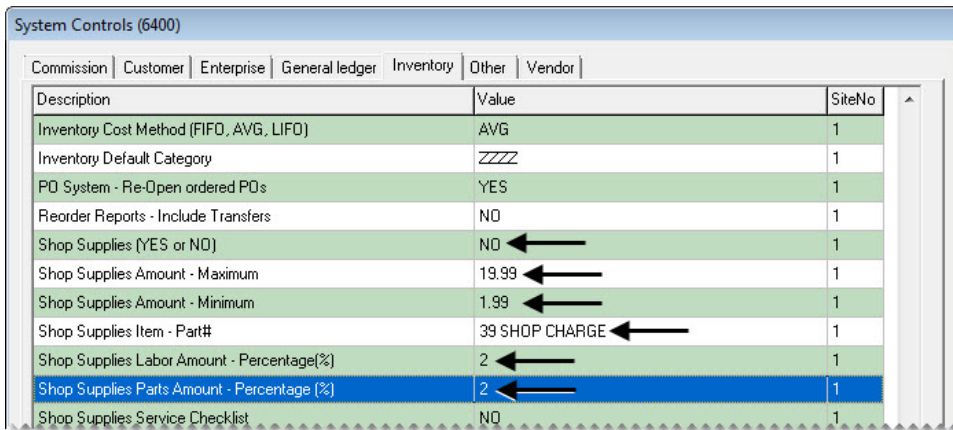 System Controls (6400)
Commission Customer Enterprise General ledger Inventory Other Vendor
Description Value SiteNo
Inventory Cost Method (FIFO, AVG, LIFO) AVG 1
Inventory Default Category ZZZZ 1
PO System - Re-Open ordered POs YES 1
Reorder Reports - Include Transfers NO 1
Shop Supplies (YES or NO) NO 1
Shop Supplies Amount - Maximum 19.99 1
Shop Supplies Amount - Minimum 1.99 1
Shop Supplies Item - Part# 39 SHOP CHARGE 1
Shop Supplies Labor Amount - Percentage(%) 2 1
Shop Supplies Parts Amount - Percentage (%) 2 1
Shop Supplies Service Checklist NO 1